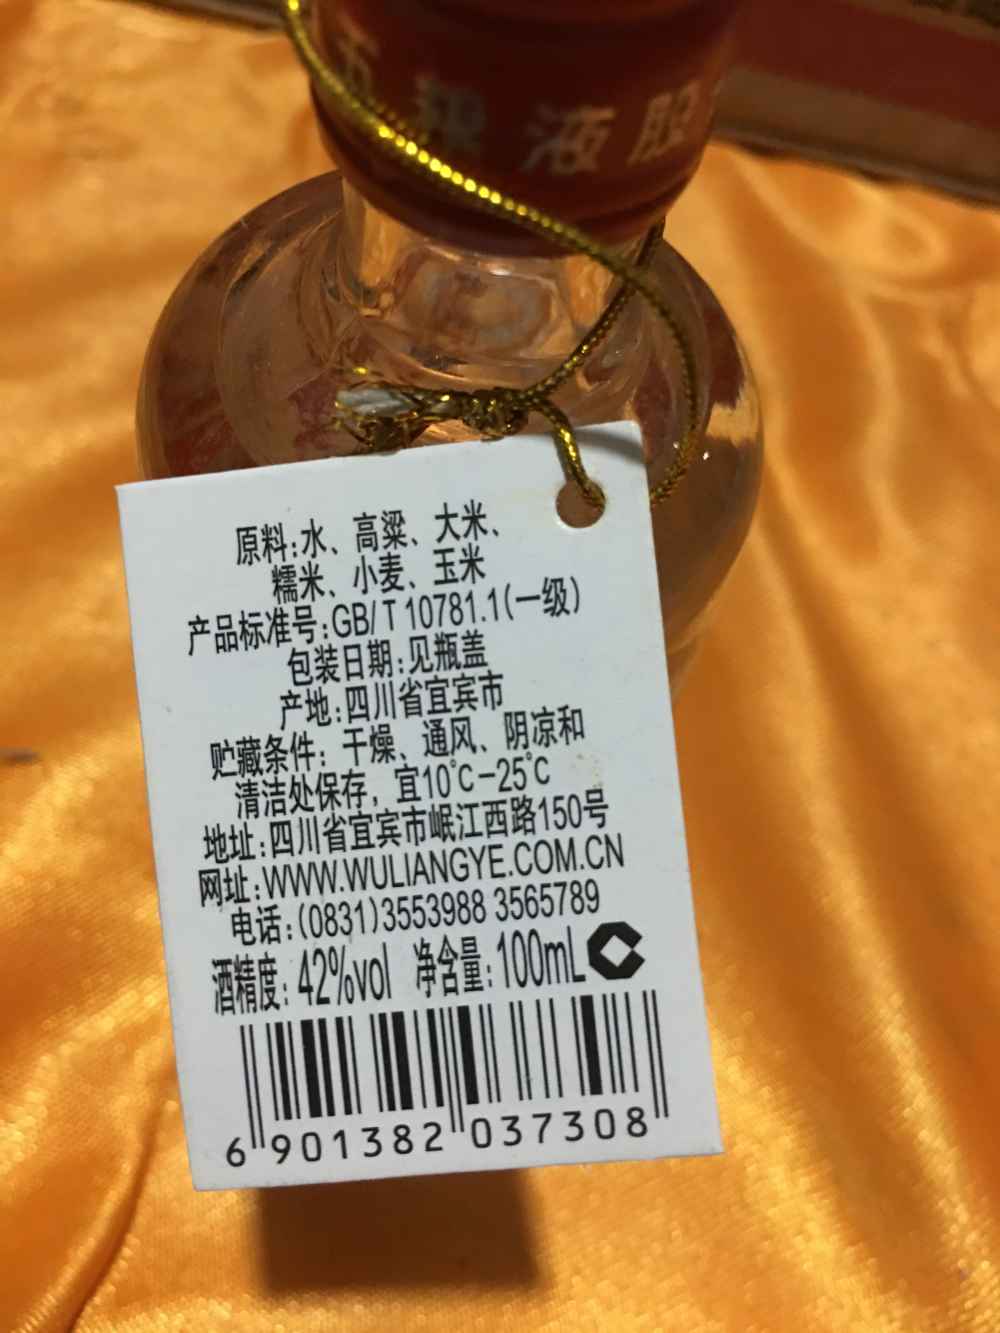 五粮液股
原料:水、高粱、大米、
糯米、小麦、玉米
产品标准号:GB/T 10781.1(一级)
包装日期:见瓶盖
产地:四川省宜宾市
贮藏条件: 干燥、通风、阴凉和
清洁处保存, 宜10℃-25℃
地址:四川省宜宾市岷江西路150号
网址:WWW.WULIANGYE.COM.CN
电话:(0831)3553988 3565789
酒精度: 42%vol 净含量: 100mL
6 901382 037308